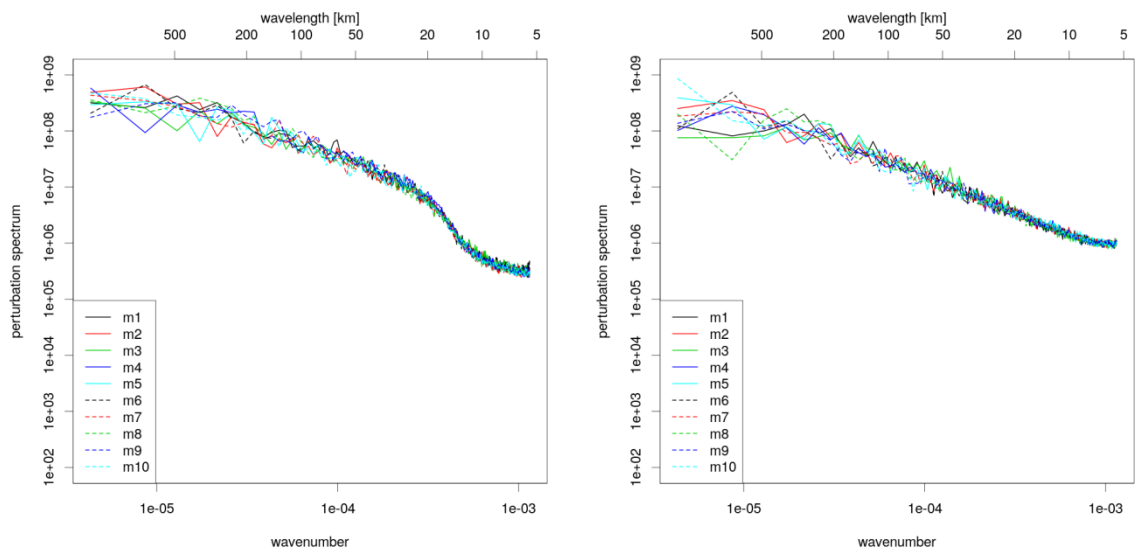 wavelength [km]
500 200 100 50 20 10 5
perturbation spectrum
1e+09
1e+08
1e+07
1e+06
1e+05
1e+04
1e+03
1e+02
m1
m2
m3
m4
m5
m6
m7
m8
m9
m10
1e-05 1e-04 1e-03
wavenumber
wavelength [km]
500 200 100 50 20 10 5
perturbation spectrum
1e+09
1e+08
1e+07
1e+06
1e+05
1e+04
1e+03
1e+02
m1
m2
m3
m4
m5
m6
m7
m8
m9
m10
1e-05 1e-04 1e-03
wavenumber